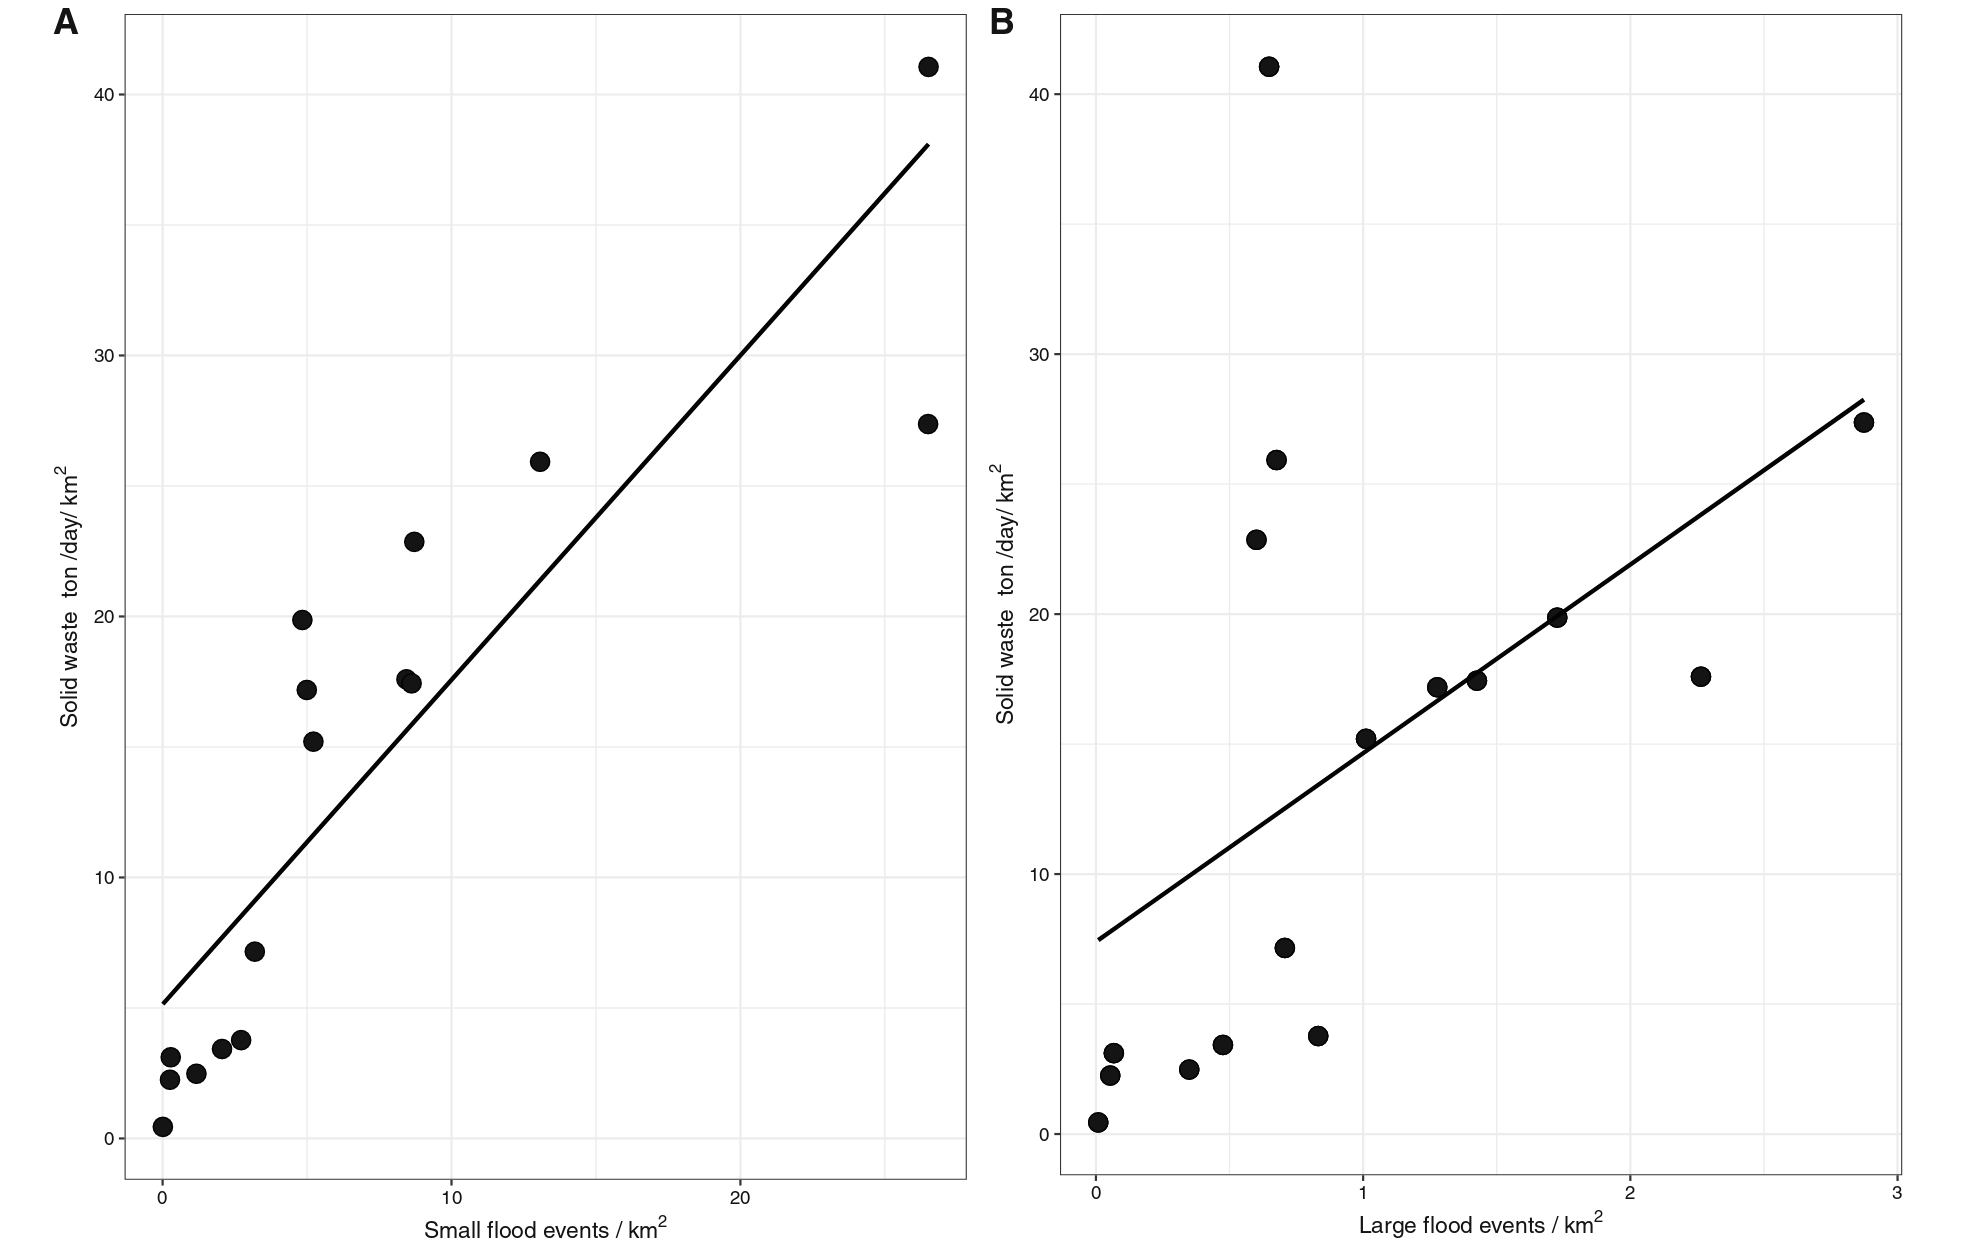 A
40
30
20
10
0
Solid waste  ton /day/ km²
0 10 20
Small flood events / km²
B
40
30
20
10
0
Solid waste  ton /day/ km²
0 1 2 3
Large flood events / km²